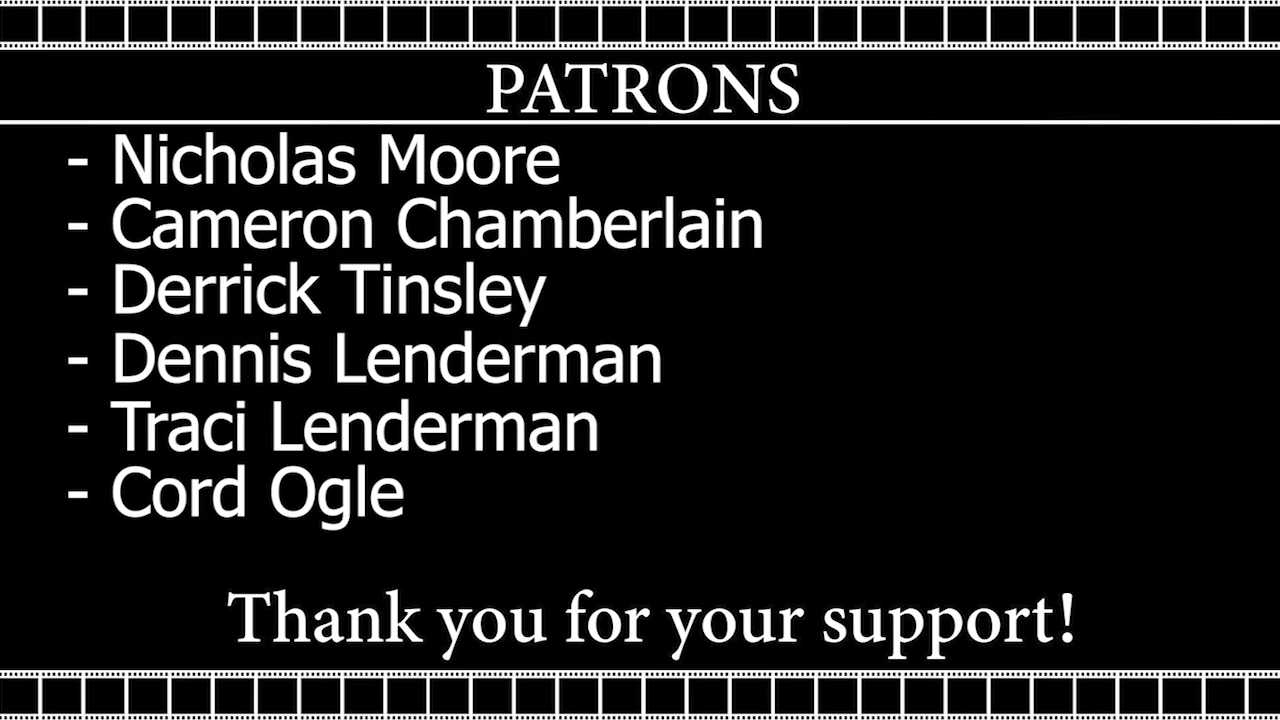 PATRONS
- Nicholas Moore
- Cameron Chamberlain
- Derrick Tinsley
- Dennis Lenderman
- Traci Lenderman
- Cord Ogle
Thank you for your support!